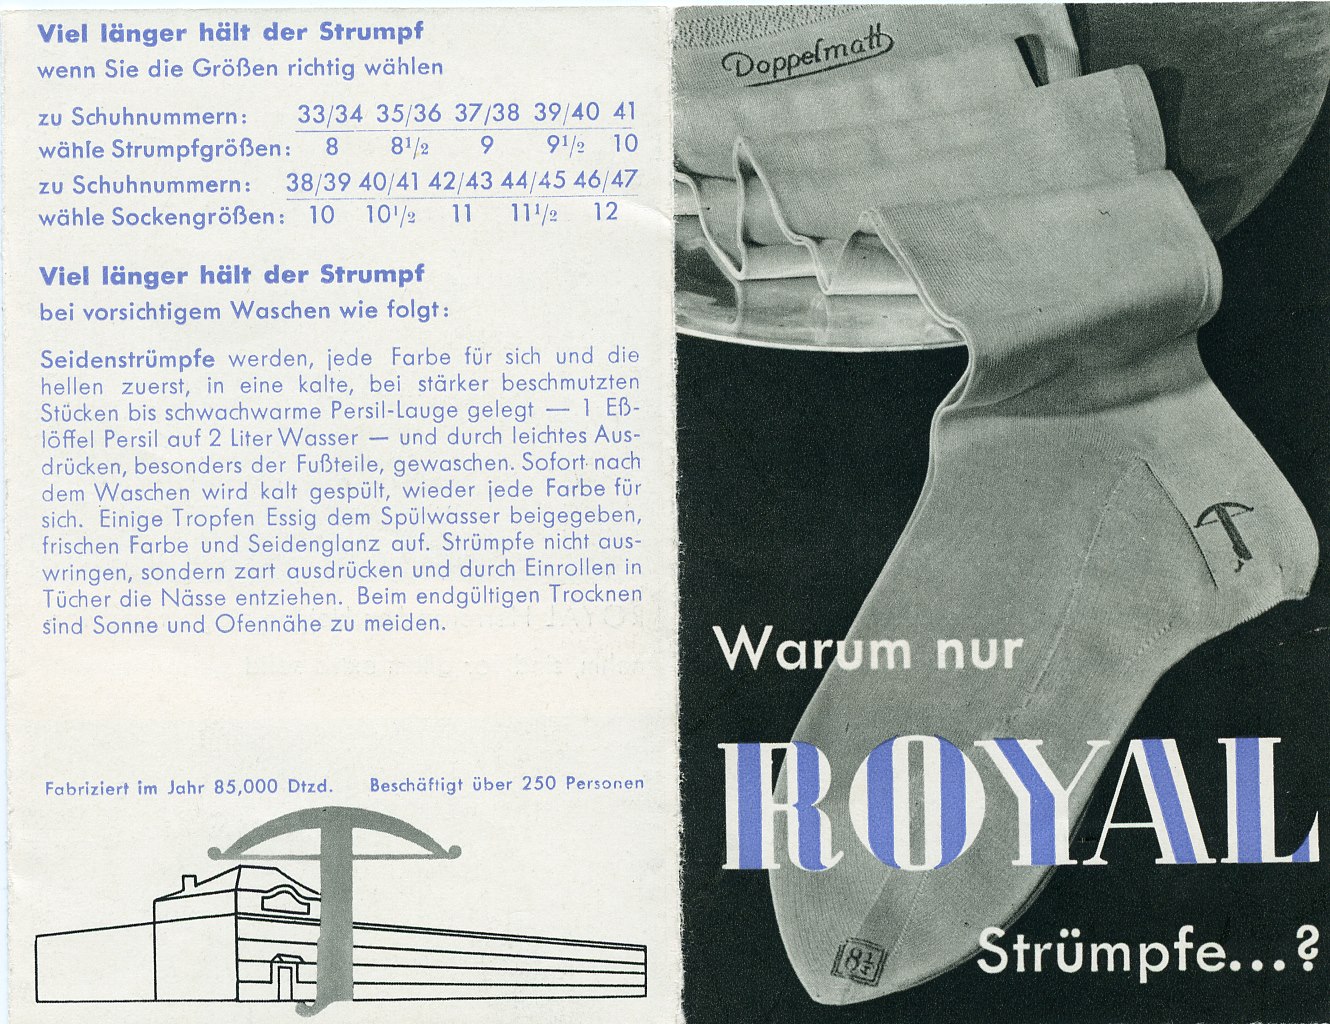 Viel länger hält der Strumpf
wenn Sie die Größen richtig wählen
zu Schuhnummern: 33/34 35/36 37/38 39/40 41
wähle Strumpfgrößen: 8 8½ 9 9½ 10
zu Schuhnummern: 38/39 40/41 42/43 44/45 46/47
wähle Sockengrößen: 10 10½ 11 11½ 12
Viel länger hält der Strumpf
bei vorsichtigem Waschen wie folgt:
Seidenstrümpfe werden, jede Farbe für sich und die
hellen zuerst, in eine kalte, bei stärker beschmutzten
Stücken bis schwachwarme Persil-Lauge gelegt — 1 Eß-
löffel Persil auf 2 Liter Wasser — und durch leichtes Aus-
drücken, besonders der Fußteile, gewaschen. Sofort nach
dem Waschen wird kalt gespült, wieder jede Farbe für
sich. Einige Tropfen Essig dem Spülwasser beigegeben,
frischen Farbe und Seidenglanz auf. Strümpfe nicht aus-
wringen, sondern zart ausdrücken und durch Einrollen in
Tücher die Nässe entziehen. Beim endgültigen Trocknen
sind Sonne und Ofennähe zu meiden.
Fabriziert im Jahr 85,000 Dtzd. Beschäftigt über 250 Personen
Doppelmatt
Warum nur
ROYAL
Strümpfe...?
8½